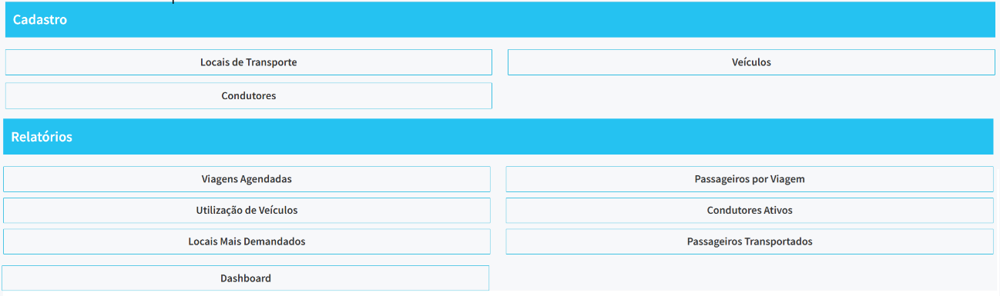 Cadastro
Locais de Transporte
Veículos
Condutores
Relatórios
Viagens Agendadas
Passageiros por Viagem
Utilização de Veículos
Condutores Ativos
Locais Mais Demandados
Passageiros Transportados
Dashboard